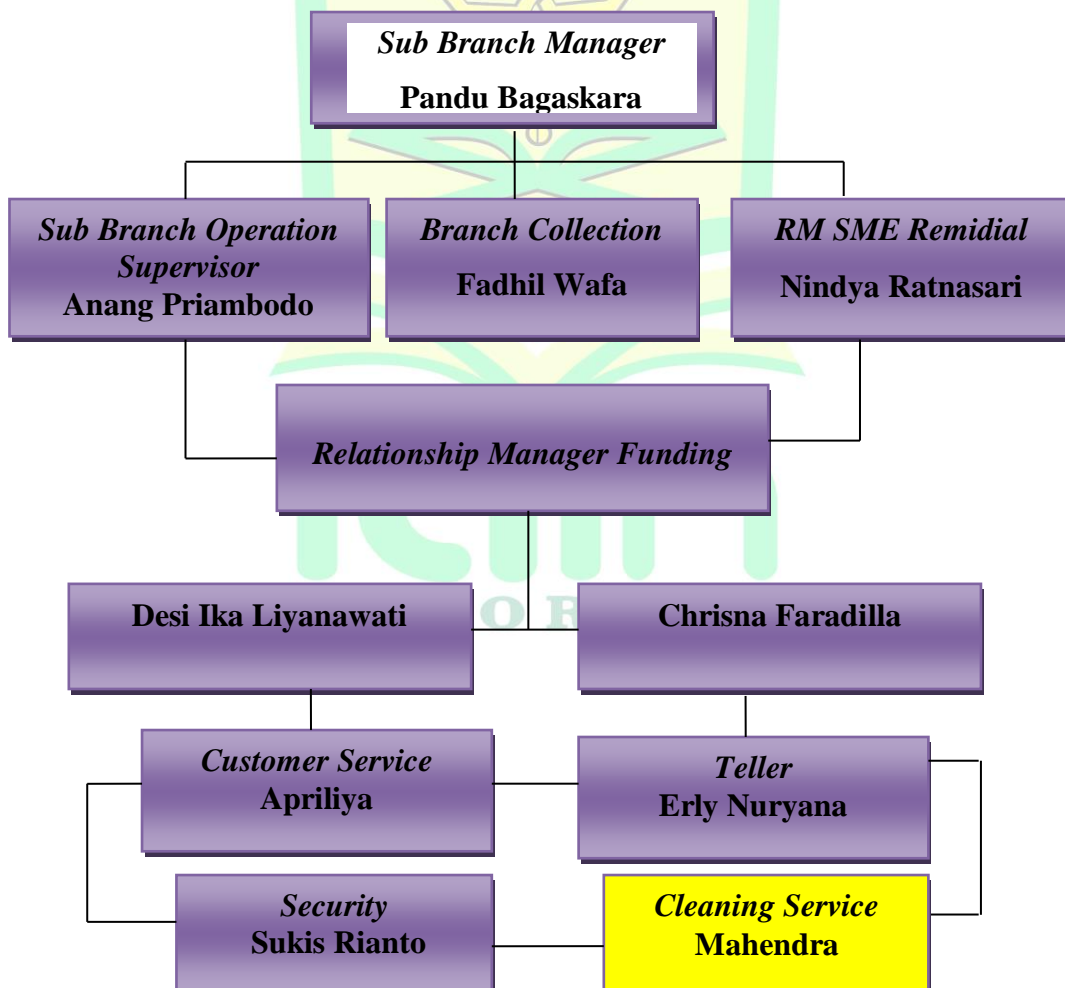 Sub Branch Manager
Pandu Bagaskara
Sub Branch Operation
Supervisor
Anang Priambodo
Branch Collection
Fadhil Wafa
RM SME Remidial
Nindya Ratnasari
Relationship Manager Funding
Desi Ika Liyanawati
Chrisna Faradilla
Customer Service
Apriliya
Teller
Erly Nuryana
Security
Sukis Rianto
Cleaning Service
Mahendra